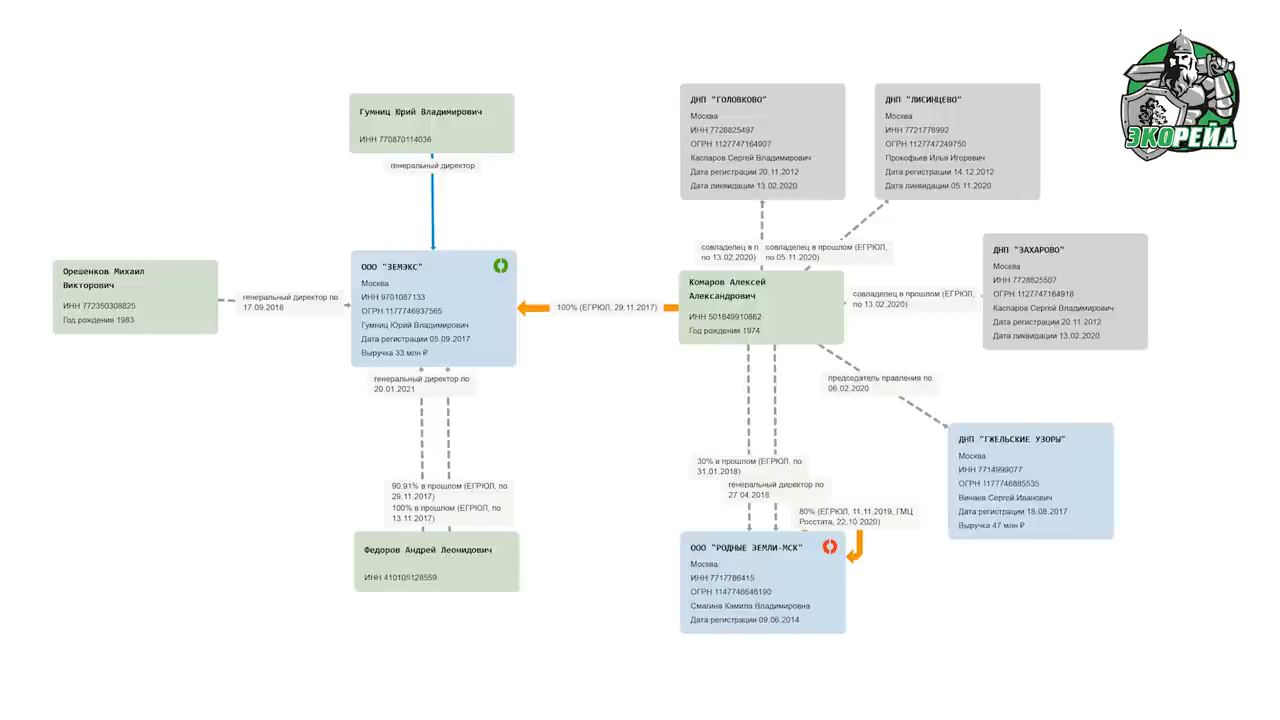 Гумниц Юрий Владимирович
ИНН 770870114036
генеральный директор
ДНП "ГОЛОВКОВО"
Москва
ИНН 7728825497
ОГРН 1127747164907
Каспаров Сергей Владимирович
Дата регистрации 20.11.2012
Дата ликвидации 13.02.2020
ДНП "ЛИСИНЦЕВО"
Москва
ИНН 7721778992
ОГРН 1127747249750
Прокофьев Илья Игоревич
Дата регистрации 14.12.2012
Дата ликвидации 05.11.2020
ЭКОРЕЙД
Орешенков Михаил
Викторович
ИНН 772350308825
Год рождения 1983
генеральный директор по
17.09.2018
ООО "ЗЕМЭКС"
Москва
ИНН 9701087133
ОГРН 1177746937565
Гумниц Юрий Владимирович
Дата регистрации 05.09.2017
Выручка 33 млн ₽
100% (ЕГРЮЛ, 29.11.2017)
совладелец в п
по 13.02.2020)
совладелец в прошлом (ЕГРЮЛ,
по 05.11.2020)
Комаров Алексей
Александрович
ИНН 501849910862
Год рождения 1974
совладелец в прошлом (ЕГРЮЛ,
по 13.02.2020)
ДНП "ЗАХАРОВО"
Москва
ИНН 7728825507
ОГРН 1127747164918
Каспаров Сергей Владимирович
Дата регистрации 20.11.2012
Дата ликвидации 13.02.2020
генеральный директор по
20.01.2021
90.91% в прошлом (ЕГРЮЛ, по
29.11.2017)
100% в прошлом (ЕГРЮЛ, по
13.11.2017)
Федоров Андрей Леонидович
ИНН 410105128559
председатель правления по
06.02.2020
30% в прошлом (ЕГРЮЛ, по
31.01.2018)
генеральный директор по
27.04.2018
80% (ЕГРЮЛ, 11.11.2019, ГМЦ
Росстата, 22.10.2020)
ООО "РОДНЫЕ ЗЕМЛИ-МСК"
Москва
ИНН 7717786415
ОГРН 1147746646190
Смагина Камила Владимировна
Дата регистрации 09.06.2014
ДНП "ГЖЕЛЬСКИЕ УЗОРЫ"
Москва
ИНН 7714999077
ОГРН 1177746885535
Винаев Сергей Иванович
Дата регистрации 18.08.2017
Выручка 47 млн ₽